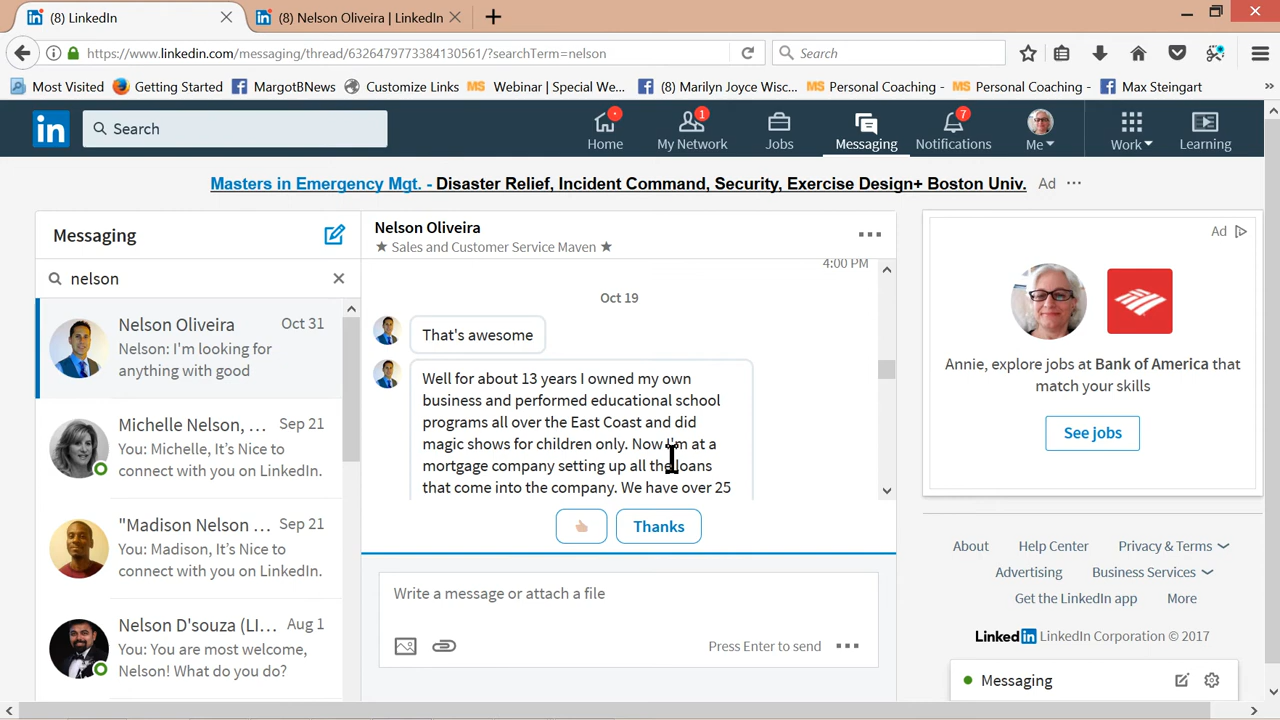 (8) LinkedIn
(8) Nelson Oliveira | LinkedIn
https://www.linkedin.com/messaging/thread/6326479773384130561/?searchTerm=nelson
Search
Most Visited Getting Started MargotBNews Customize Links Webinar | Special We... (8) Marilyn Joyce Wisc... Personal Coaching - Personal Coaching - Max Steingart
in Search
Home My Network 1 Jobs Messaging Notifications 7 Me Work Learning
Masters in Emergency Mgt. - Disaster Relief, Incident Command, Security, Exercise Design+ Boston Univ. Ad ...
Messaging
nelson
Nelson Oliveira Oct 31
Nelson: I'm looking for
anything with good
Michelle Nelson, ... Sep 21
You: Michelle, It's Nice to
connect with you on LinkedIn.
"Madison Nelson ... Sep 21
You: Madison, It's Nice to
connect with you on LinkedIn.
Nelson D'souza (LI... Aug 1
You: You are most welcome,
Nelson! What do you do?
Nelson Oliveira
★ Sales and Customer Service Maven ★
4:00 PM
Oct 19
That's awesome
Well for about 13 years I owned my own
business and performed educational school
programs all over the East Coast and did
magic shows for children only. Now I'm at a
mortgage company setting up all the loans
that come into the company. We have over 25
Thanks
Write a message or attach a file
Press Enter to send
Ad
Annie, explore jobs at Bank of America that
match your skills
See jobs
About Help Center Privacy & Terms
Advertising Business Services
Get the LinkedIn app More
Linked in LinkedIn Corporation © 2017
Messaging